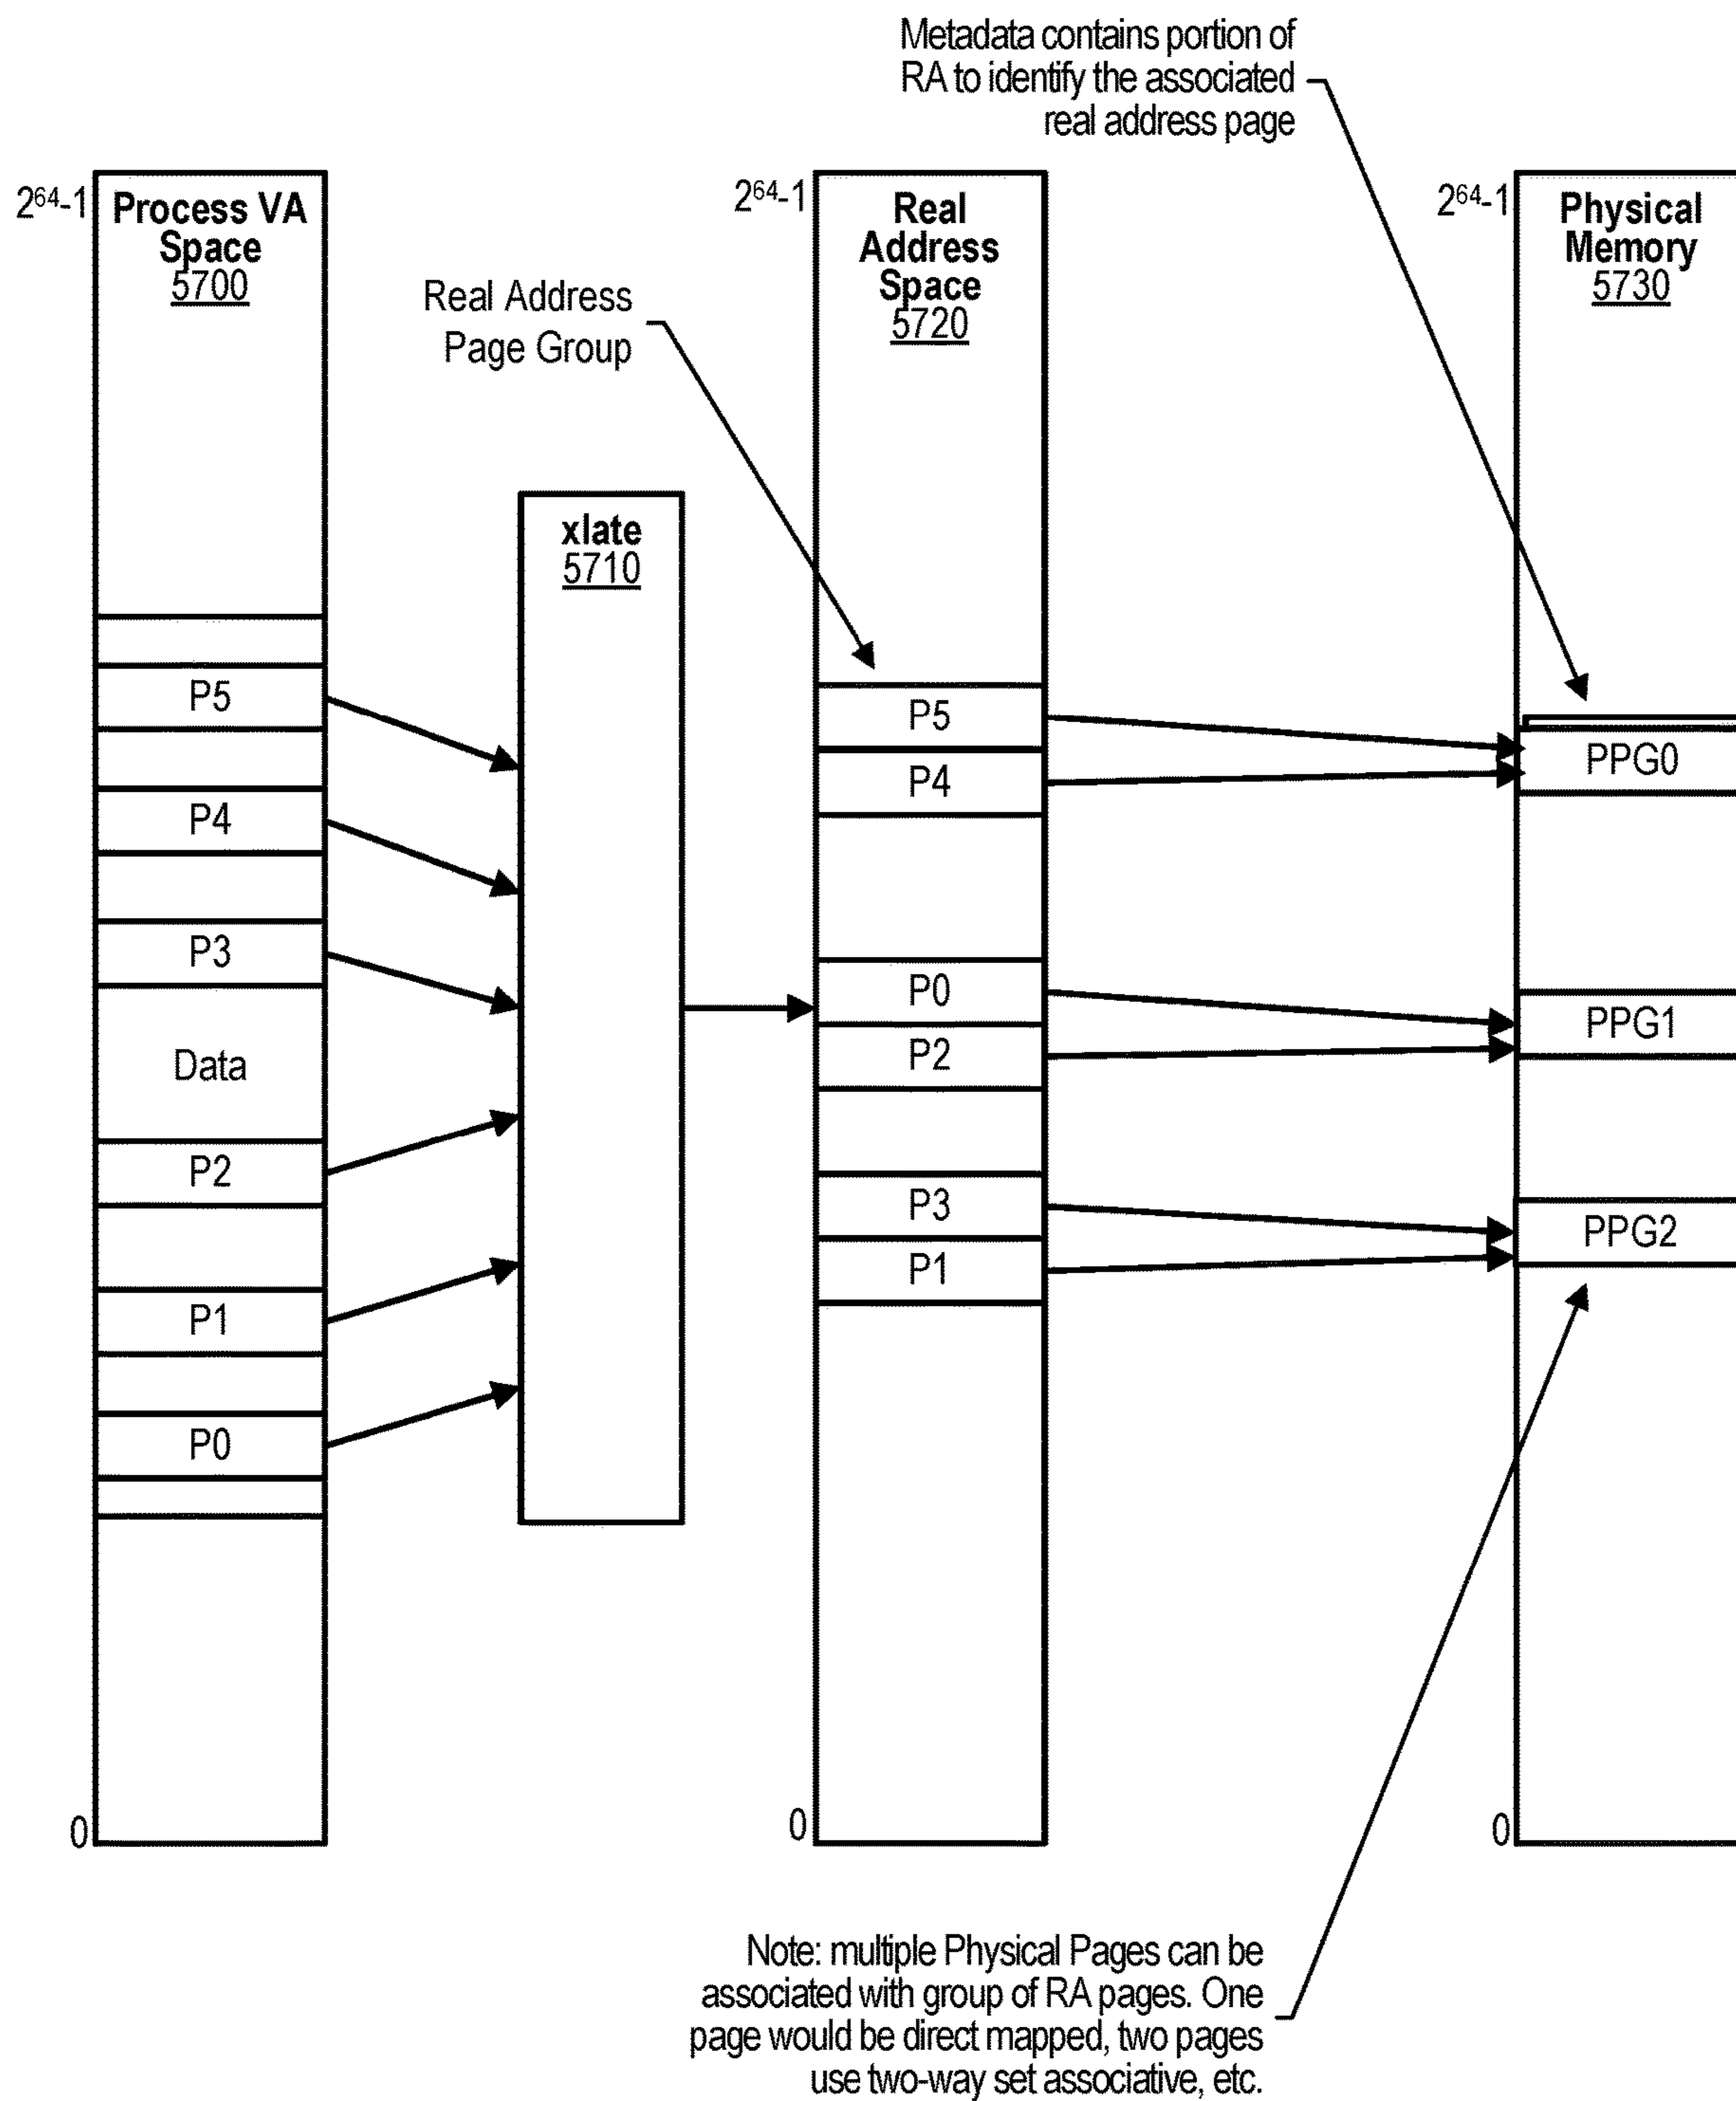 Metadata contains portion of
RA to identify the associated
real address page
2⁶⁴-1
Process VA
Space
5700
2⁶⁴-1
Real
Address
Space
5720
2⁶⁴-1
Physical
Memory
5730
Real Address
Page Group
xlate
5710
P5
P4
P3
Data
P2
P1
P0
0
P5
P4
P0
P2
P3
P1
0
PPG0
PPG1
PPG2
0
Note: multiple Physical Pages can be
associated with group of RA pages. One
page would be direct mapped, two pages
use two-way set associative, etc.